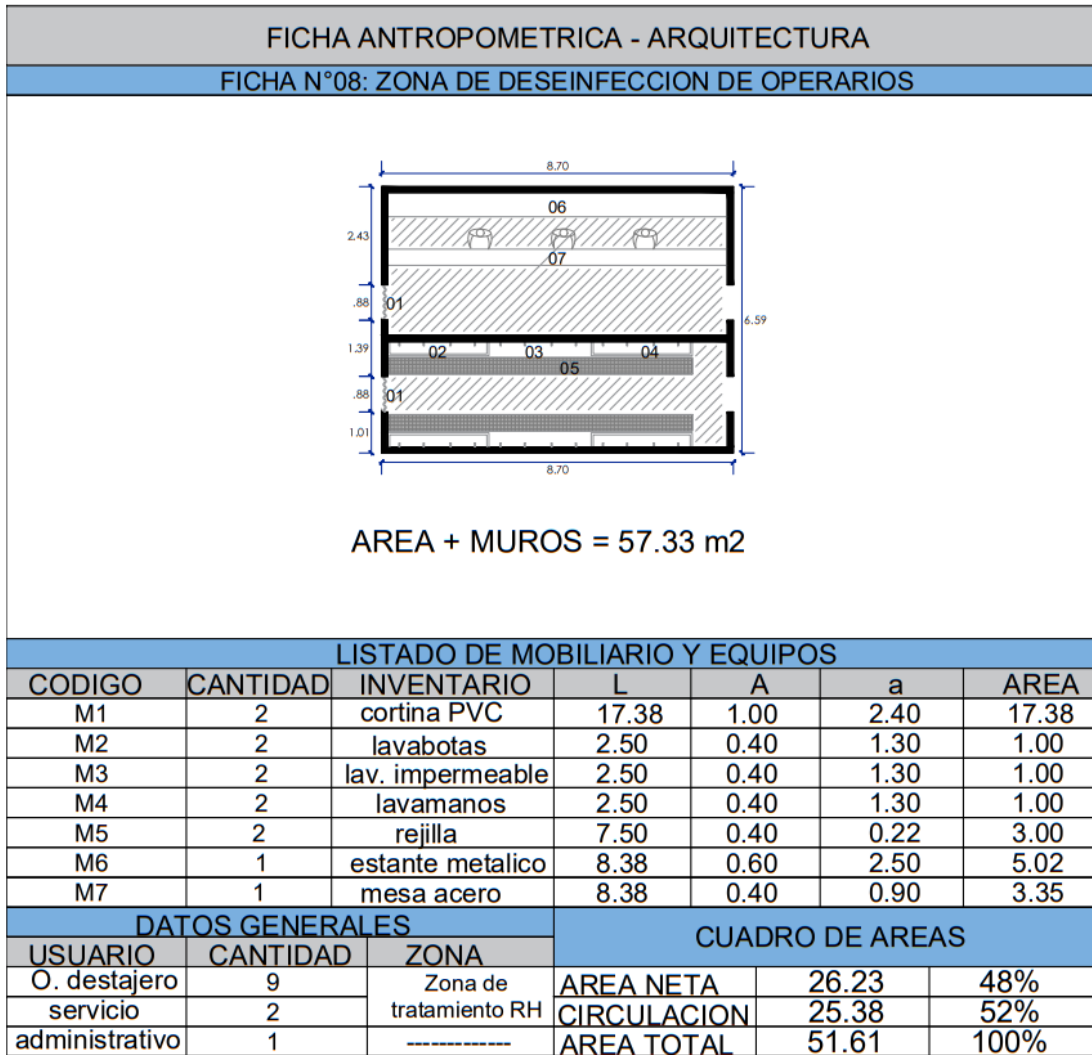 FICHA ANTROPOMETRICA - ARQUITECTURA
FICHA N°08: ZONA DE DESEINFECCION DE OPERARIOS
8.70
06
2.43
07
.88
01
6.59
1.39
02 03 04
05
.88
01
1.01
8.70
AREA + MUROS = 57.33 m2
LISTADO DE MOBILIARIO Y EQUIPOS
CODIGO CANTIDAD INVENTARIO L A a AREA
M1 2 cortina PVC 17.38 1.00 2.40 17.38
M2 2 lavabotas 2.50 0.40 1.30 1.00
M3 2 lav. impermeable 2.50 0.40 1.30 1.00
M4 2 lavamanos 2.50 0.40 1.30 1.00
M5 2 rejilla 7.50 0.40 0.22 3.00
M6 1 estante metalico 8.38 0.60 2.50 5.02
M7 1 mesa acero 8.38 0.40 0.90 3.35
DATOS GENERALES
USUARIO CANTIDAD ZONA
O. destajero 9 Zona de
servicio 2 tratamiento RH
administrativo 1 -------------
CUADRO DE AREAS
AREA NETA 26.23 48%
CIRCULACION 25.38 52%
AREA TOTAL 51.61 100%